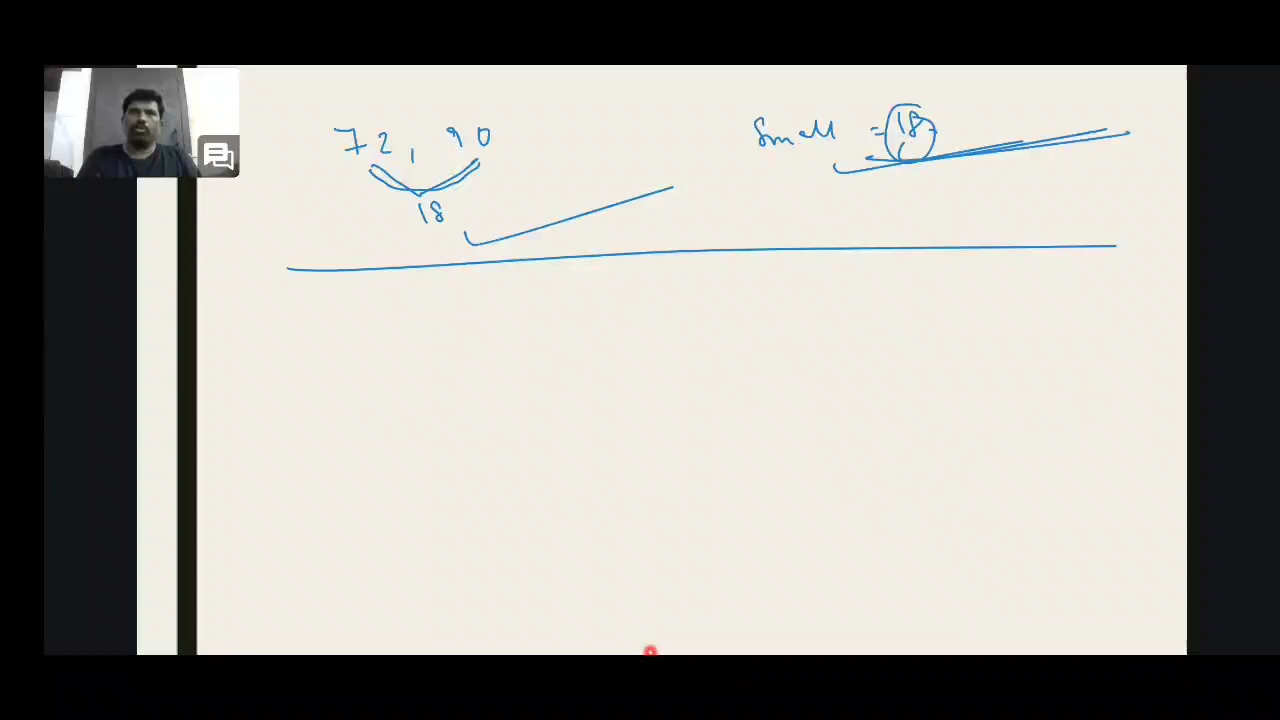 72, 90
small = 18
18